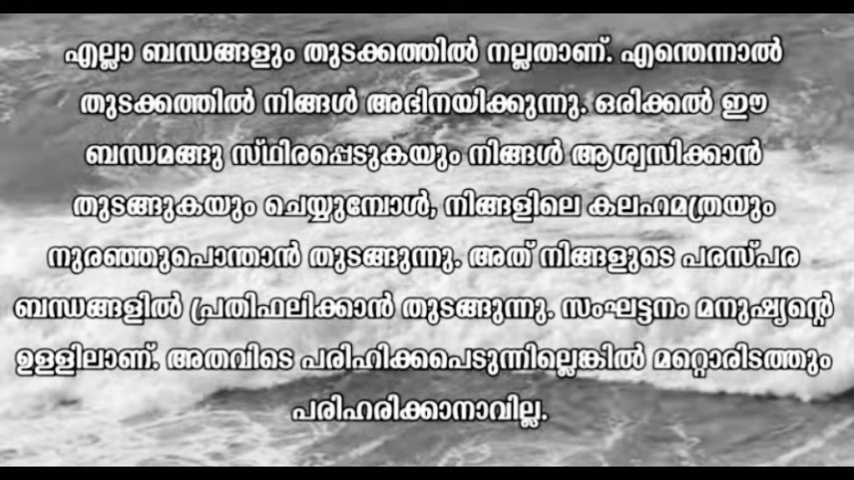 എല്ലാ ബന്ധങ്ങളും തുടക്കത്തിൽ നല്ലതാണ്. എന്തെന്നാൽ
തുടക്കത്തിൽ നിങ്ങൾ അഭിനയിക്കുന്നു. ഒരിക്കൽ ഈ
ബന്ധമങ്ങു സ്ഥിരപ്പെടുകയും നിങ്ങൾ ആശ്വസിക്കാൻ
തുടങ്ങുകയും ചെയ്യുമ്പോൾ, നിങ്ങളിലെ കലഹമത്രയും
നുരഞ്ഞുപൊന്താൻ തുടങ്ങുന്നു. അത് നിങ്ങളുടെ പരസ്പര
ബന്ധങ്ങളിൽ പ്രതിഫലിക്കാൻ തുടങ്ങുന്നു. സംഘട്ടനം മനുഷ്യന്റെ
ഉള്ളിലാണ്. അതവിടെ പരിഹിക്കപെടുന്നില്ലെങ്കിൽ മറ്റൊരിടത്തും
പരിഹരിക്കാനാവില്ല.